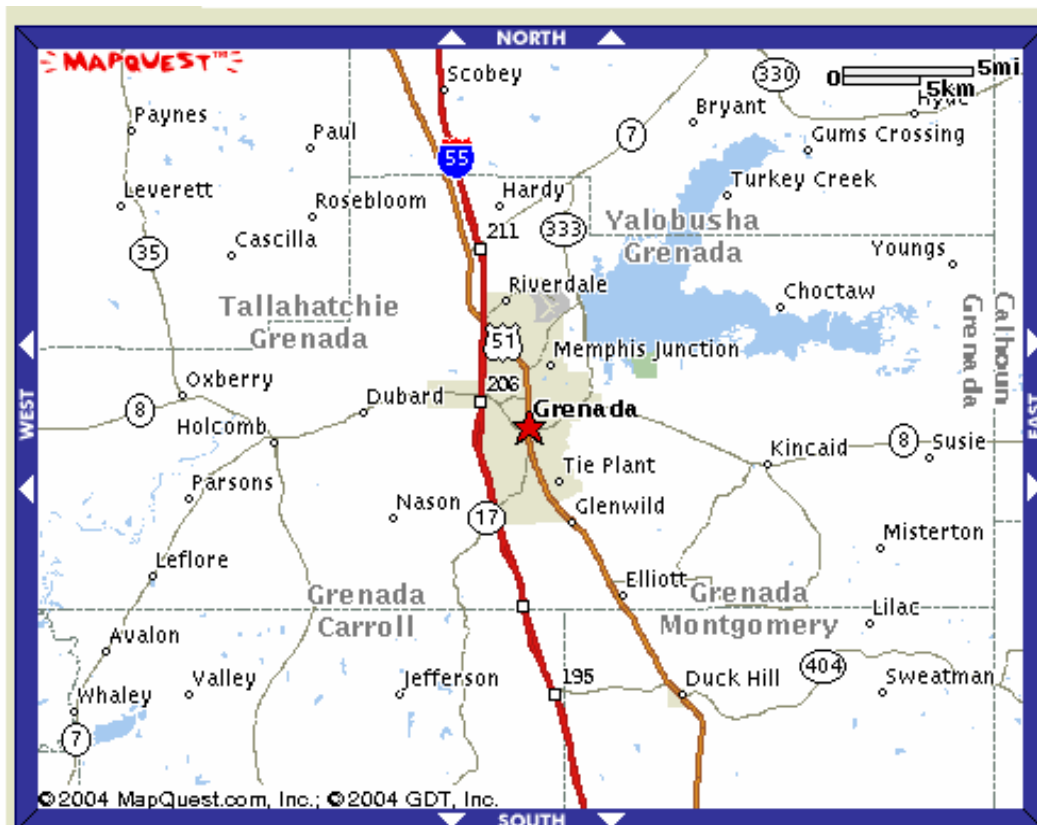 NORTH
MAPQUEST™
Scobey
330
0 5mi
5km
Paynes
Bryant
Hyde
Paul
7
Gums Crossing
55
Leverett
Rosebloom
Hardy
Turkey Creek
35
Cascilla
211
333
Yalobusha
Grenada
Youngs
Riverdale
Choctaw
Tallahatchie
Grenada
Calhoun
Grenada
51
Memphis Junction
WEST
EAST
Oxberry
206
8
Dubard
Grenada
Holcomb
Kincaid
8
Susie
Parsons
Tie Plant
Nason
17
Glenwild
Misterton
Leflore
Elliott
Grenada
Carroll
Grenada
Montgomery
Lilac
Avalon
404
Whaley
Valley
Jefferson
195
Duck Hill
Sweatman
7
©2004 MapQuest.com, Inc.; ©2004 GDT, Inc.
SOUTH